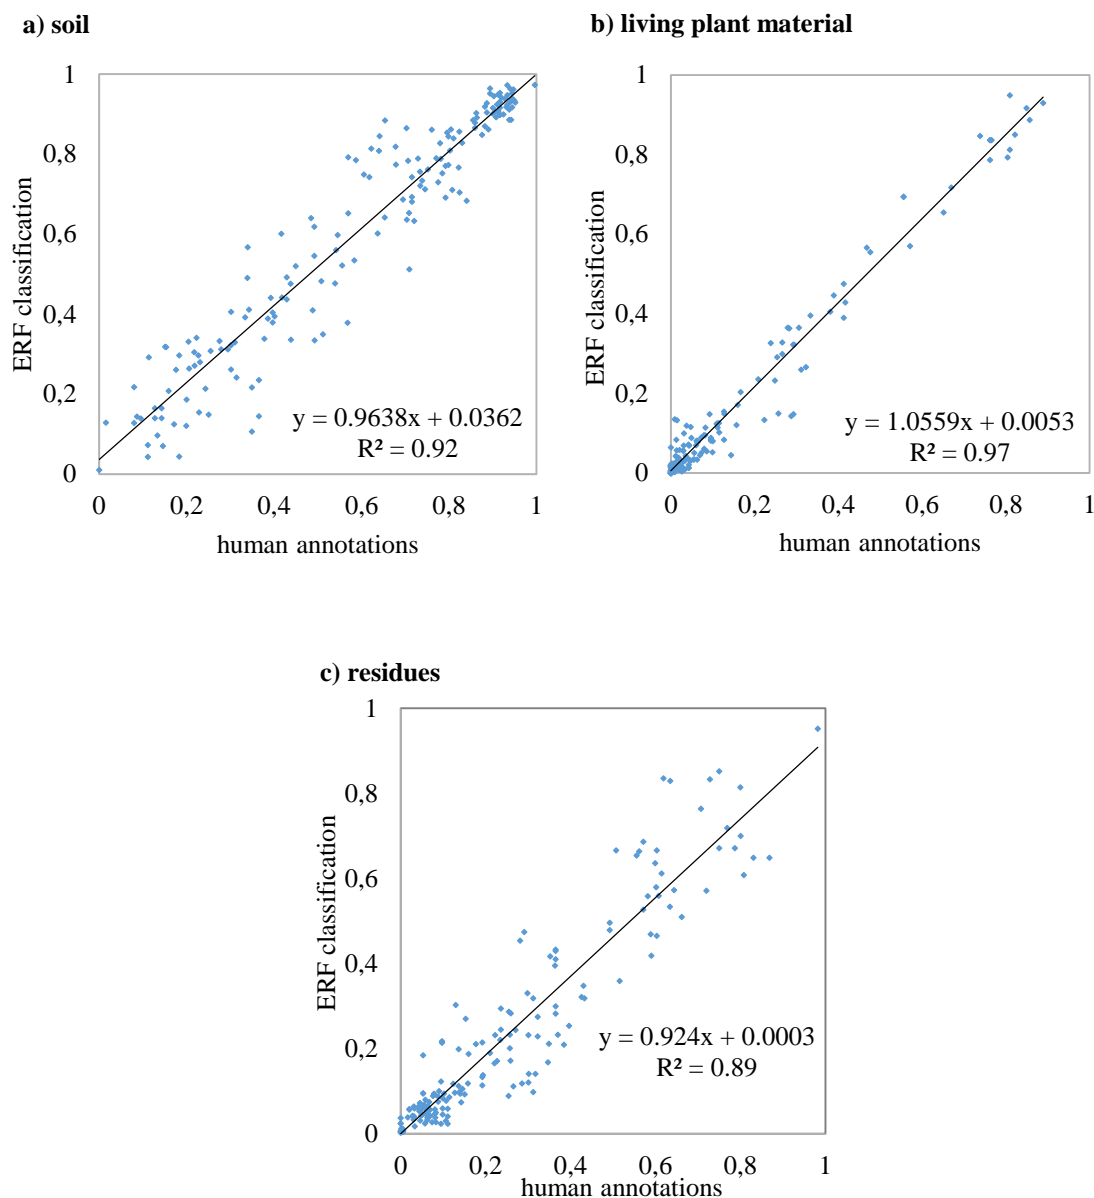 a) soil
b) living plant material
1
0,8
0,6
0,4
0,2
0
ERF classification
y = 0.9638x + 0.0362
R² = 0.92
0 0,2 0,4 0,6 0,8 1
human annotations
1
0,8
0,6
0,4
0,2
0
ERF classification
y = 1.0559x + 0.0053
R² = 0.97
0 0,2 0,4 0,6 0,8 1
human annotations
c) residues
1
0,8
0,6
0,4
0,2
0
ERF classification
y = 0.924x + 0.0003
R² = 0.89
0 0,2 0,4 0,6 0,8 1
human annotations